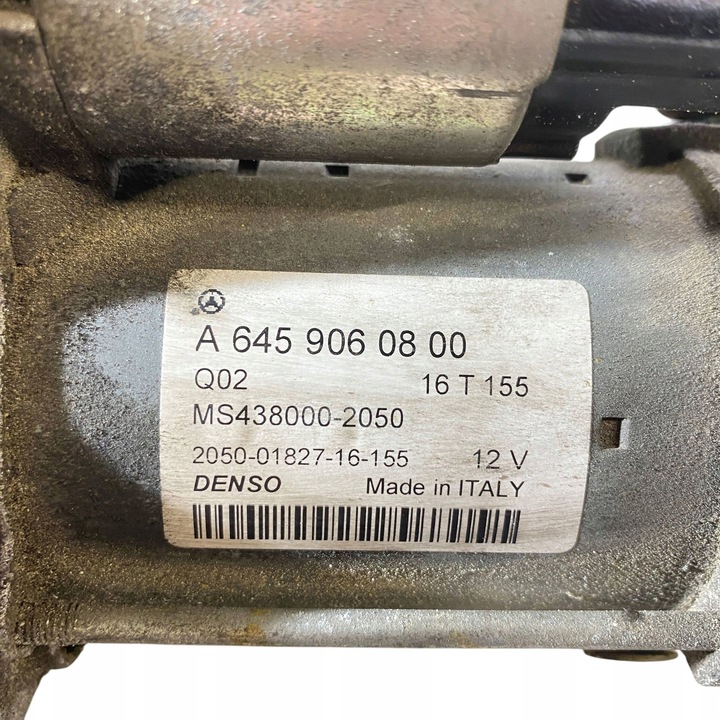 A 645 906 08 00
Q02 16 T 155
MS438000-2050
2050-01827-16-155 12 V
DENSO Made in ITALY